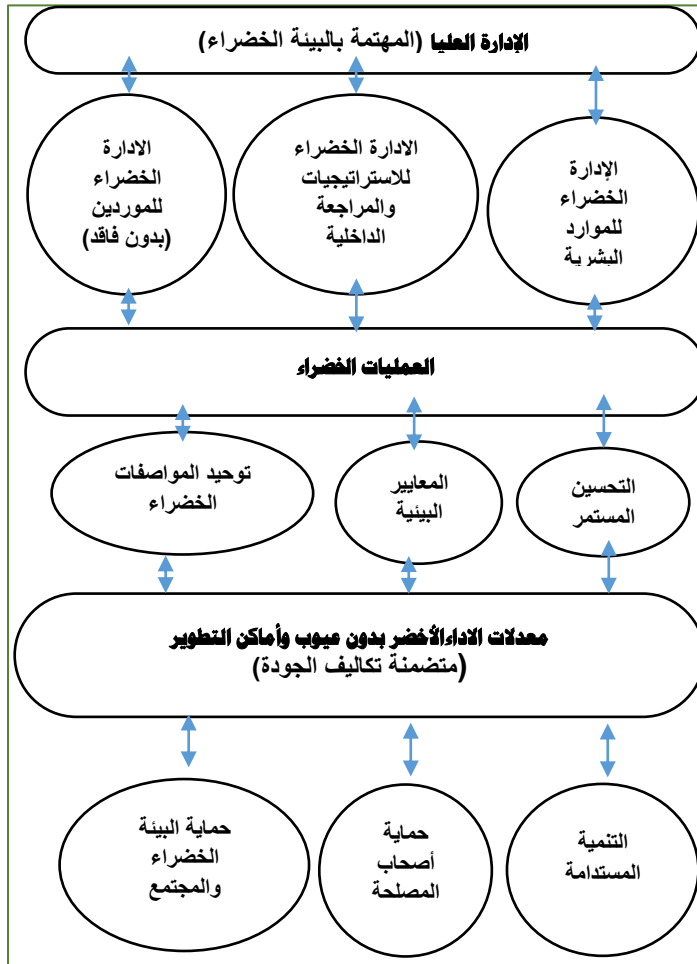 الإدارة العليا (المهتمة بالبيئة الخضراء)
الإدارة
الخضراء
للموارد
البشرية
الادارة الخضراء
للاستراتيجيات
والمراجعة
الداخلية
الادارة
الخضراء
للموردين
(بدون فاقد)
العمليات الخضراء
التحسين
المستمر
المعايير
البيئية
توحيد المواصفات
الخضراء
معدلات الاداءالأخضر بدون عيوب وأماكن التطوير
(متضمنة تكاليف الجودة)
التنمية
المستدامة
حماية
أصحاب
المصلحة
حماية البيئة
الخضراء
والمجتمع